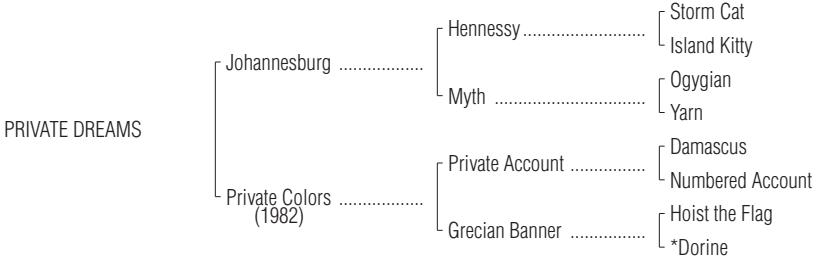 Storm Cat
Hennessy ..........................
Island Kitty
Johannesburg ..................
Ogygian
Myth ................................
Yarn
PRIVATE DREAMS
Damascus
Private Account ................
Numbered Account
Private Colors ..................
(1982)
Hoist the Flag
Grecian Banner ................
*Dorine